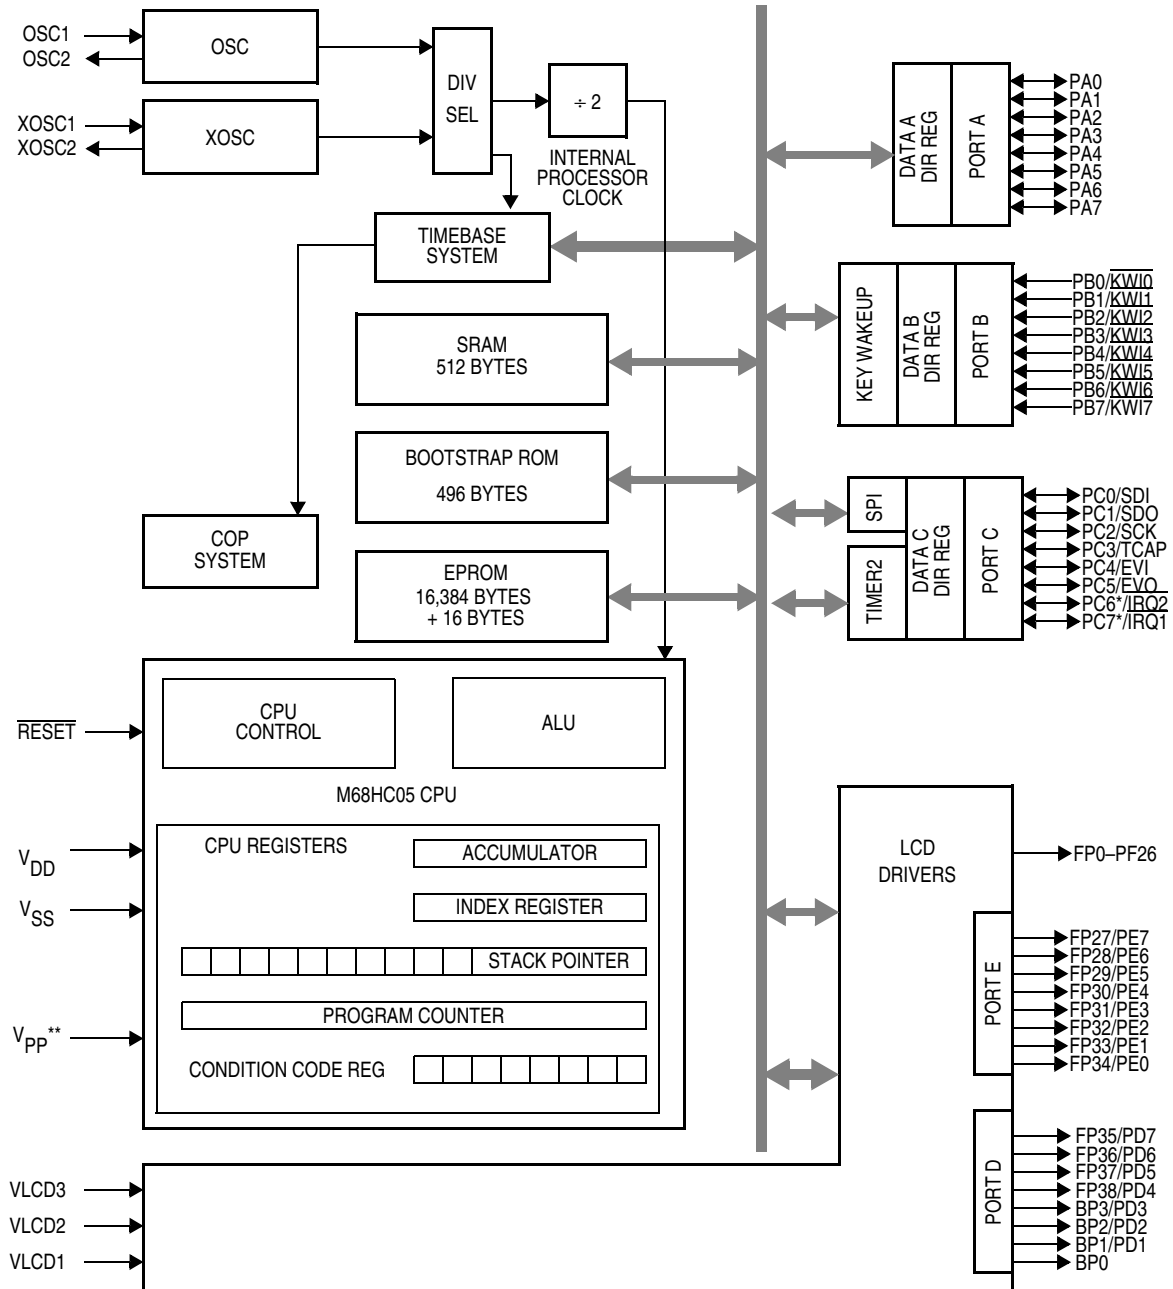 OSC1
OSC2
OSC
XOSC1
XOSC2
XOSC
DIV
SEL
÷ 2
INTERNAL
PROCESSOR
CLOCK
TIMEBASE
SYSTEM
SRAM
512 BYTES
BOOTSTRAP ROM
496 BYTES
COP
SYSTEM
EPROM
16,384 BYTES
+ 16 BYTES
RESET
CPU
CONTROL
ALU
M68HC05 CPU
VDD
VSS
VPP**
CPU REGISTERS
ACCUMULATOR
INDEX REGISTER
STACK POINTER
PROGRAM COUNTER
CONDITION CODE REG
VLCD3
VLCD2
VLCD1
DATA A
DIR REG
PORT A
PA0
PA1
PA2
PA3
PA4
PA5
PA6
PA7
KEY WAKEUP
DATA B
DIR REG
PORT B
PB0/KWI0
PB1/KWI1
PB2/KWI2
PB3/KWI3
PB4/KWI4
PB5/KWI5
PB6/KWI6
PB7/KWI7
SPI
TIMER2
DATA C
DIR REG
PORT C
PC0/SDI
PC1/SDO
PC2/SCK
PC3/TCAP
PC4/EVI
PC5/EVO
PC6*/IRQ2
PC7*/IRQ1
LCD
DRIVERS
FP0–PF26
PORT E
FP27/PE7
FP28/PE6
FP29/PE5
FP30/PE4
FP31/PE3
FP32/PE2
FP33/PE1
FP34/PE0
PORT D
FP35/PD7
FP36/PD6
FP37/PD5
FP38/PD4
BP3/PD3
BP2/PD2
BP1/PD1
BP0